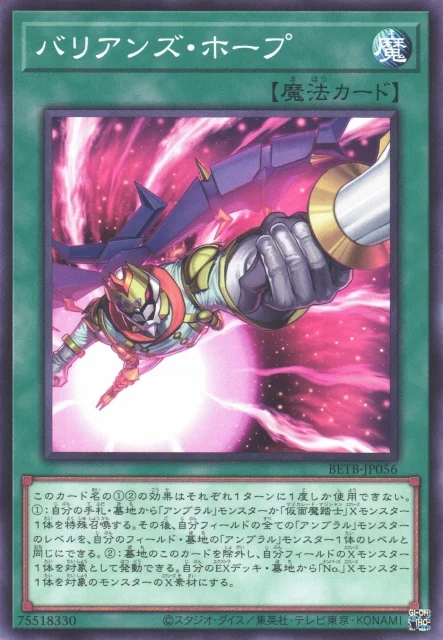 バリアンズ・ホープ
魔
まほう
【魔法カード】
BETB-JP056
このカード名の①②の効果はそれぞれ1ターンに1度しか使用できない。
①:自分の手札・墓地から「アンブラル」モンスターか「仮面魔踏士」Xモンスター
1体を特殊召喚する。その後、自分フィールドの全ての「アンブラル」モンスター
のレベルを、自分のフィールド・墓地の「アンブラル」モンスター1体のレベルと
同じにできる。②:墓地のこのカードを除外し、自分フィールドのXモンスター
1体を対象として発動できる。自分のEXデッキ・墓地から「No.」Xモンスター
1体を対象のモンスターのX素材にする。
75518330
©スタジオ・ダイス/集英社・テレビ東京・KONAMI